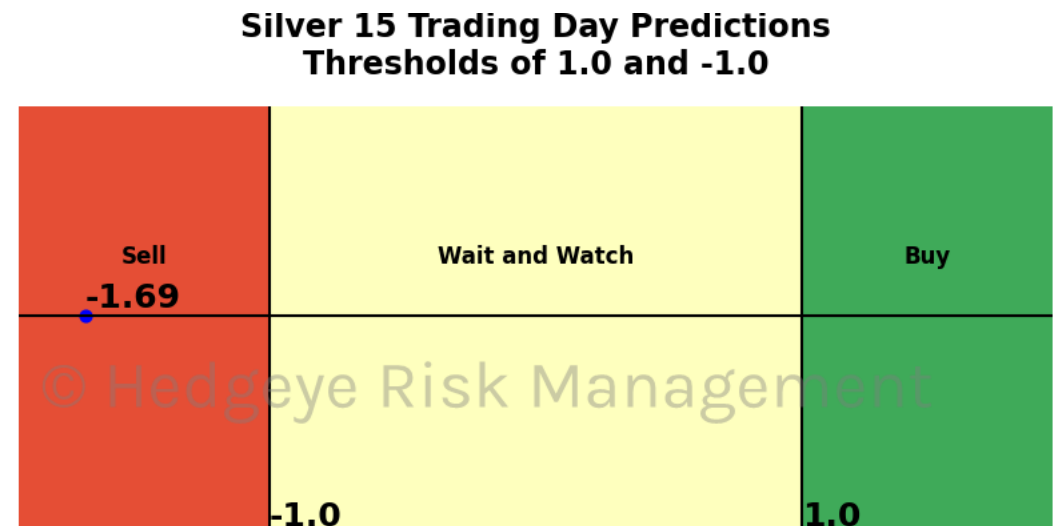 Silver 15 Trading Day Predictions
Thresholds of 1.0 and -1.0
Sell
Wait and Watch
Buy
-1.69
© Hedgeye Risk Management
-1.0
1.0